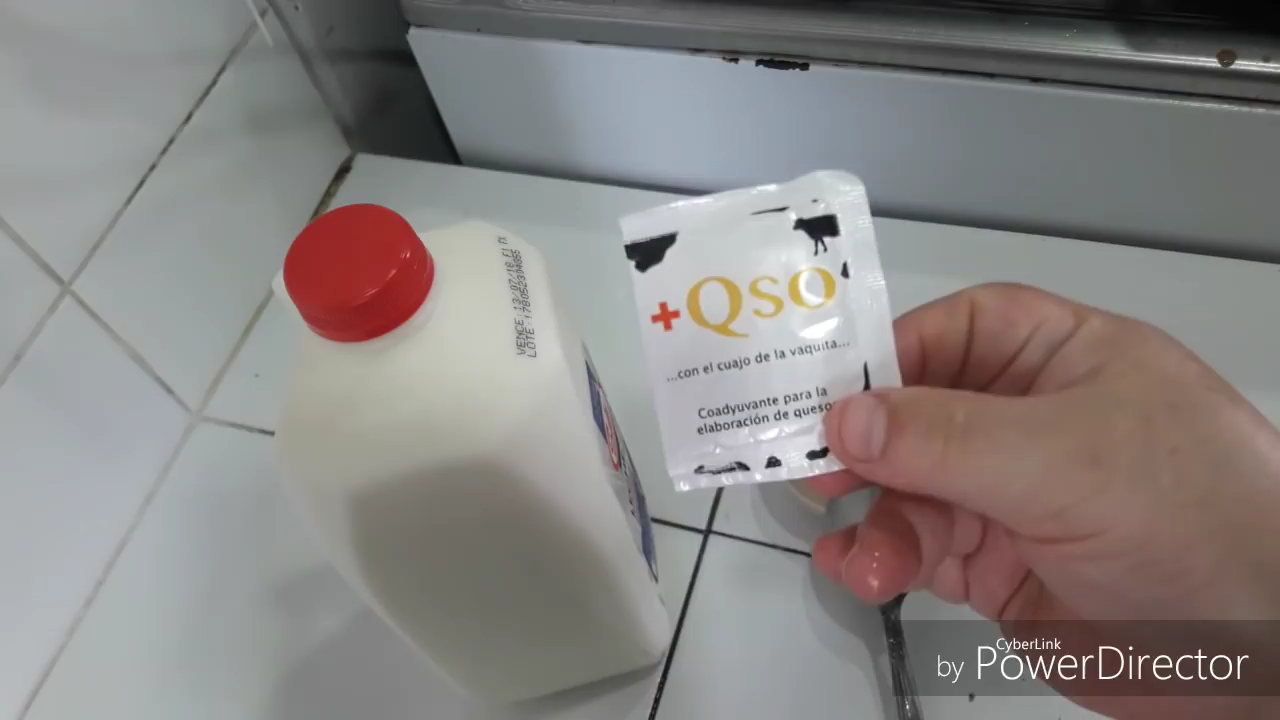 VENCE 13/07/18
LOTE
+QSO
...con el cuajo de la vaquita...
Coadyuvante para la
elaboración de queso
CyberLink
by PowerDirector